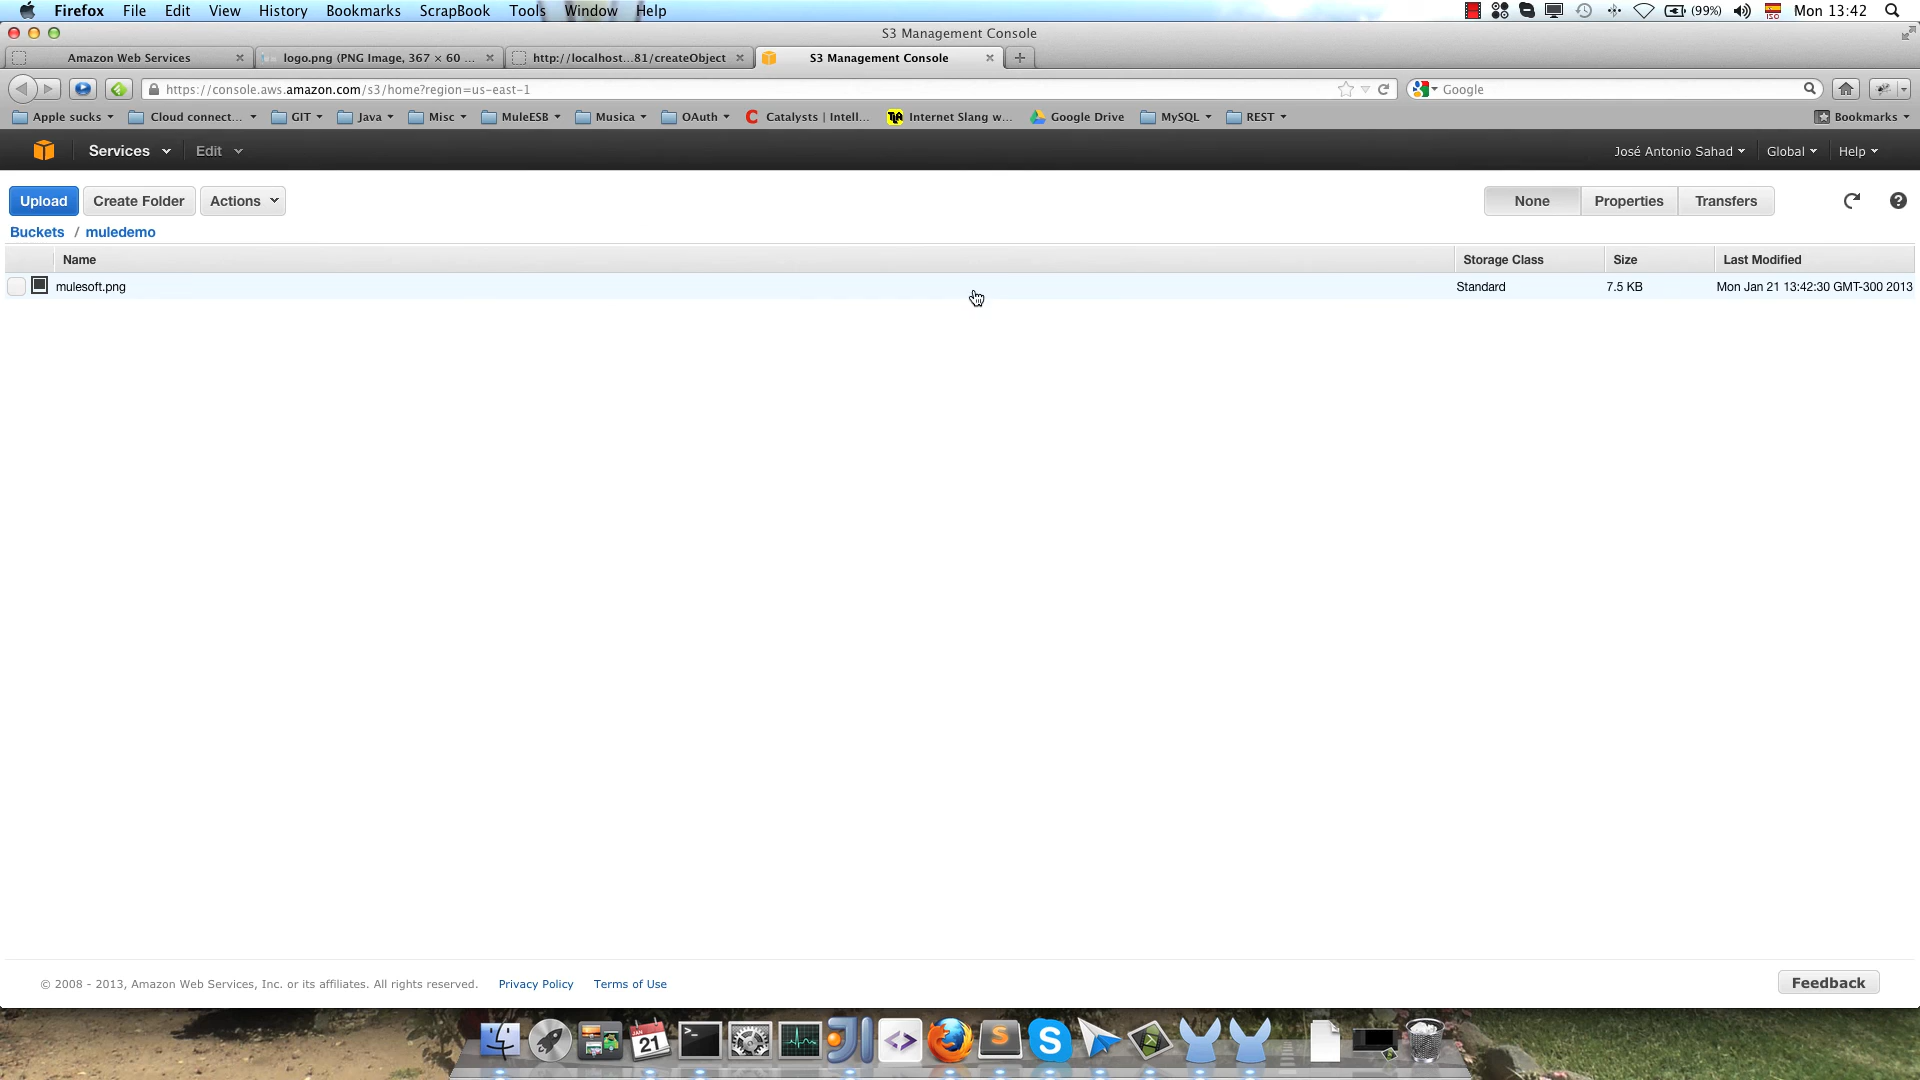 Firefox File Edit View History Bookmarks ScrapBook Tools Window Help (99%) ISO Mon 13:42
S3 Management Console
Amazon Web Services logo.png (PNG Image, 367 × 60 ... http://localhost...81/createObject S3 Management Console
https://console.aws.amazon.com/s3/home?region=us-east-1 Google
Apple sucks Cloud connect... GIT Java Misc MuleESB Musica OAuth Catalysts | Intell... Internet Slang w... Google Drive MySQL REST Bookmarks
Services Edit José Antonio Sahad Global Help
Upload Create Folder Actions None Properties Transfers
Buckets / muledemo
Name Storage Class Size Last Modified
mulesoft.png Standard 7.5 KB Mon Jan 21 13:42:30 GMT-300 2013
© 2008 - 2013, Amazon Web Services, Inc. or its affiliates. All rights reserved. Privacy Policy Terms of Use Feedback
JAN
21